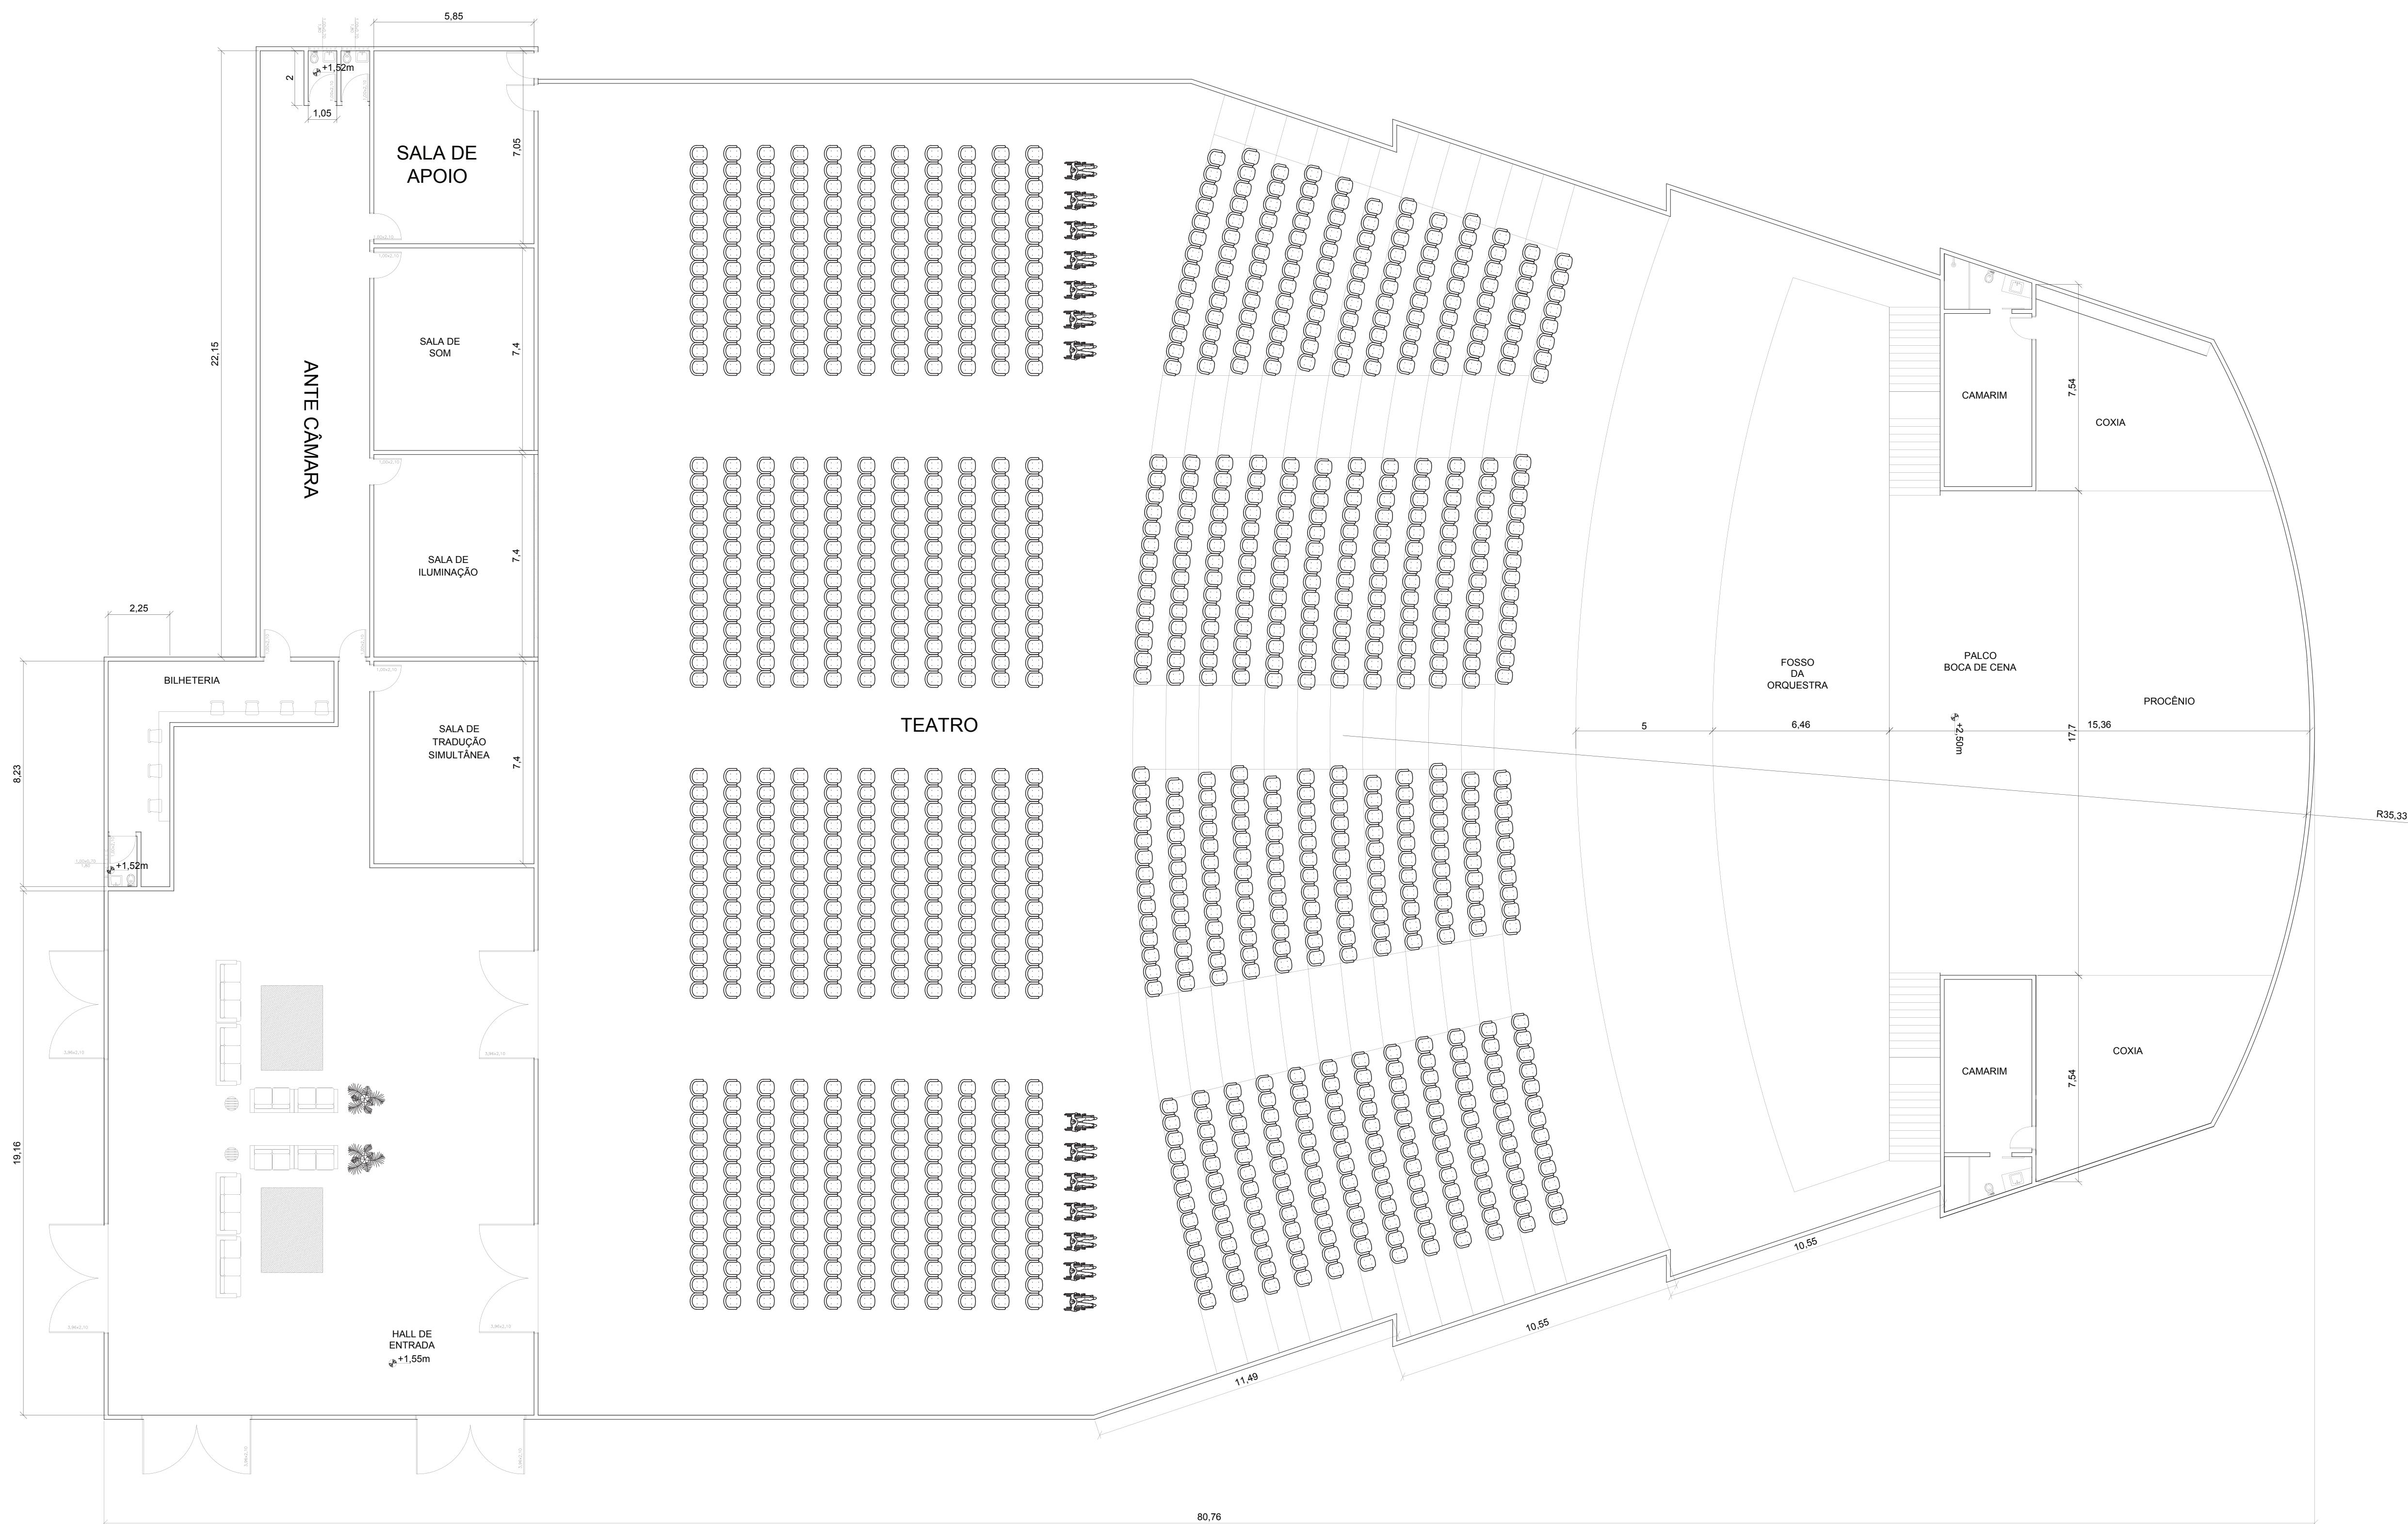 5,85
+1,52m
2
1,05
SALA DE
APOIO
7,05
22,15
ANTE CÂMARA
SALA DE
SOM
7,4
SALA DE
ILUMINAÇÃO
7,4
2,25
BILHETERIA
SALA DE
TRADUÇÃO
SIMULTÂNEA
7,4
8,23
+1,52m
19,16
HALL DE
ENTRADA
+1,55m
TEATRO
5
6,46
15,36
FOSSO
DA
ORQUESTRA
PALCO
BOCA DE CENA
+2,50m
17,7
PROCÊNIO
R35,33
CAMARIM
7,54
COXIA
CAMARIM
7,54
COXIA
11,49
10,55
10,55
80,76